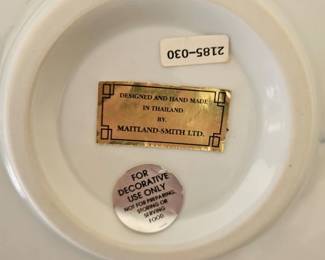 2185-030
DESIGNED AND HAND MADE
IN THAILAND
BY.
MAITLAND-SMITH LTD.
FOR
DECORATIVE
USE ONLY
NOT FOR PREPARING,
STORING OR
SERVING
FOOD